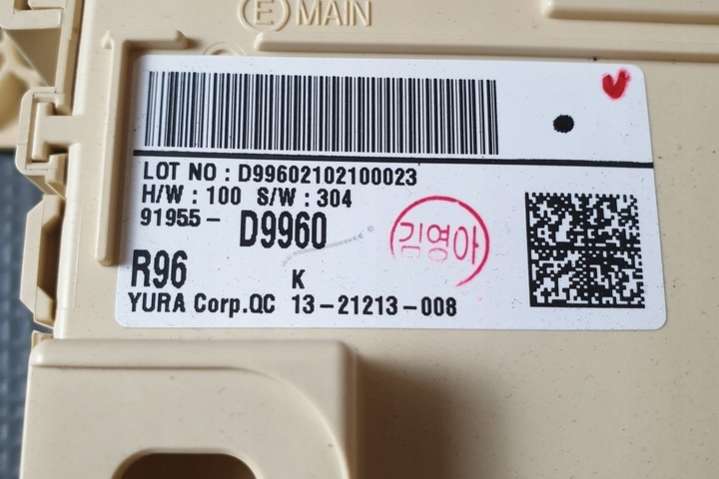 E MAIN
LOT NO : D99602102100023
H/W : 100 S/W : 304
91955- D9960
김영아
R96 K
YURA Corp.QC 13-21213-008